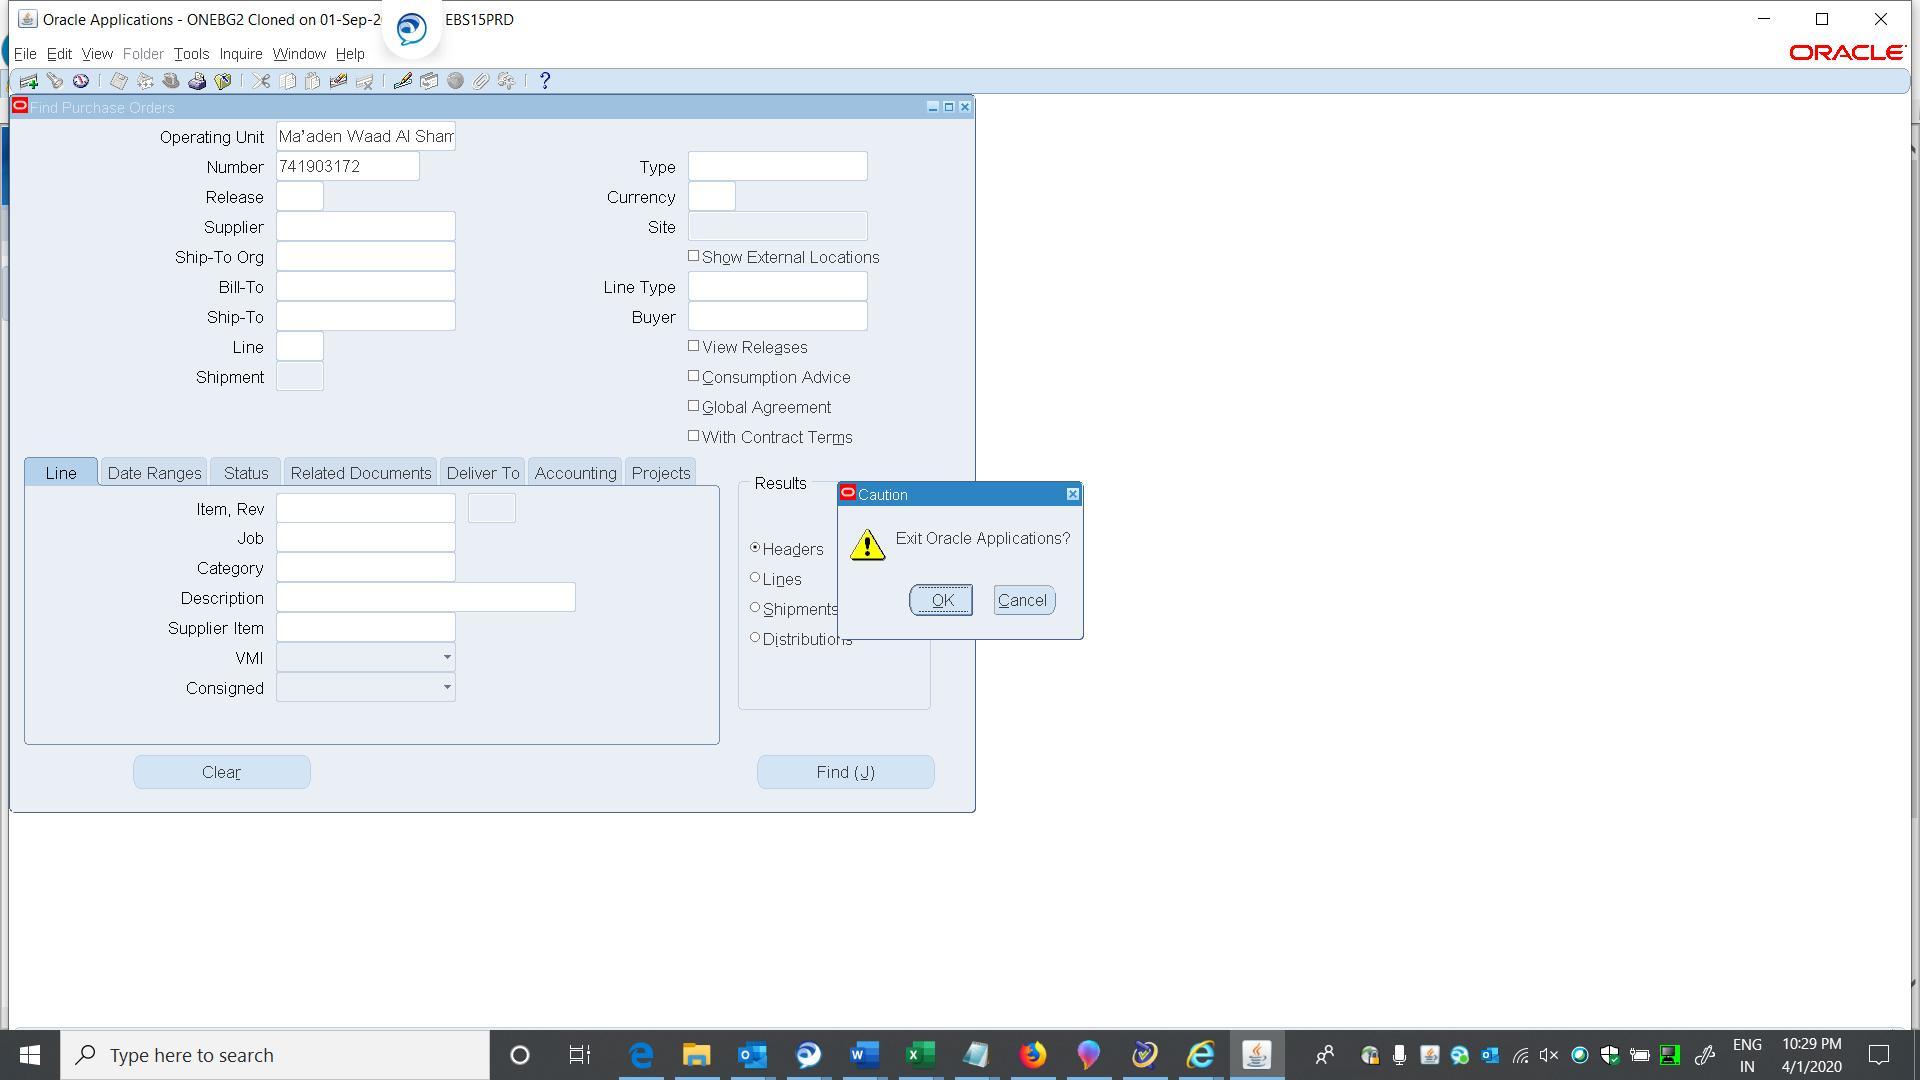 Oracle Applications - ONEBG2 Cloned on 01-Sep-2 EBS15PRD
File Edit View Folder Tools Inquire Window Help
ORACLE
Find Purchase Orders
Operating Unit Ma'aden Waad Al Sham
Number 741903172
Type
Release
Currency
Supplier
Site
Ship-To Org
Show External Locations
Bill-To
Line Type
Ship-To
Buyer
Line
View Releases
Shipment
Consumption Advice
Global Agreement
With Contract Terms
Line Date Ranges Status Related Documents Deliver To Accounting Projects
Item, Rev
Job
Category
Description
Supplier Item
VMI
Consigned
Results
Headers
Lines
Shipments
Distributions
Caution
Exit Oracle Applications?
OK Cancel
Clear
Find (J)
Type here to search
ENG
IN
10:29 PM
4/1/2020